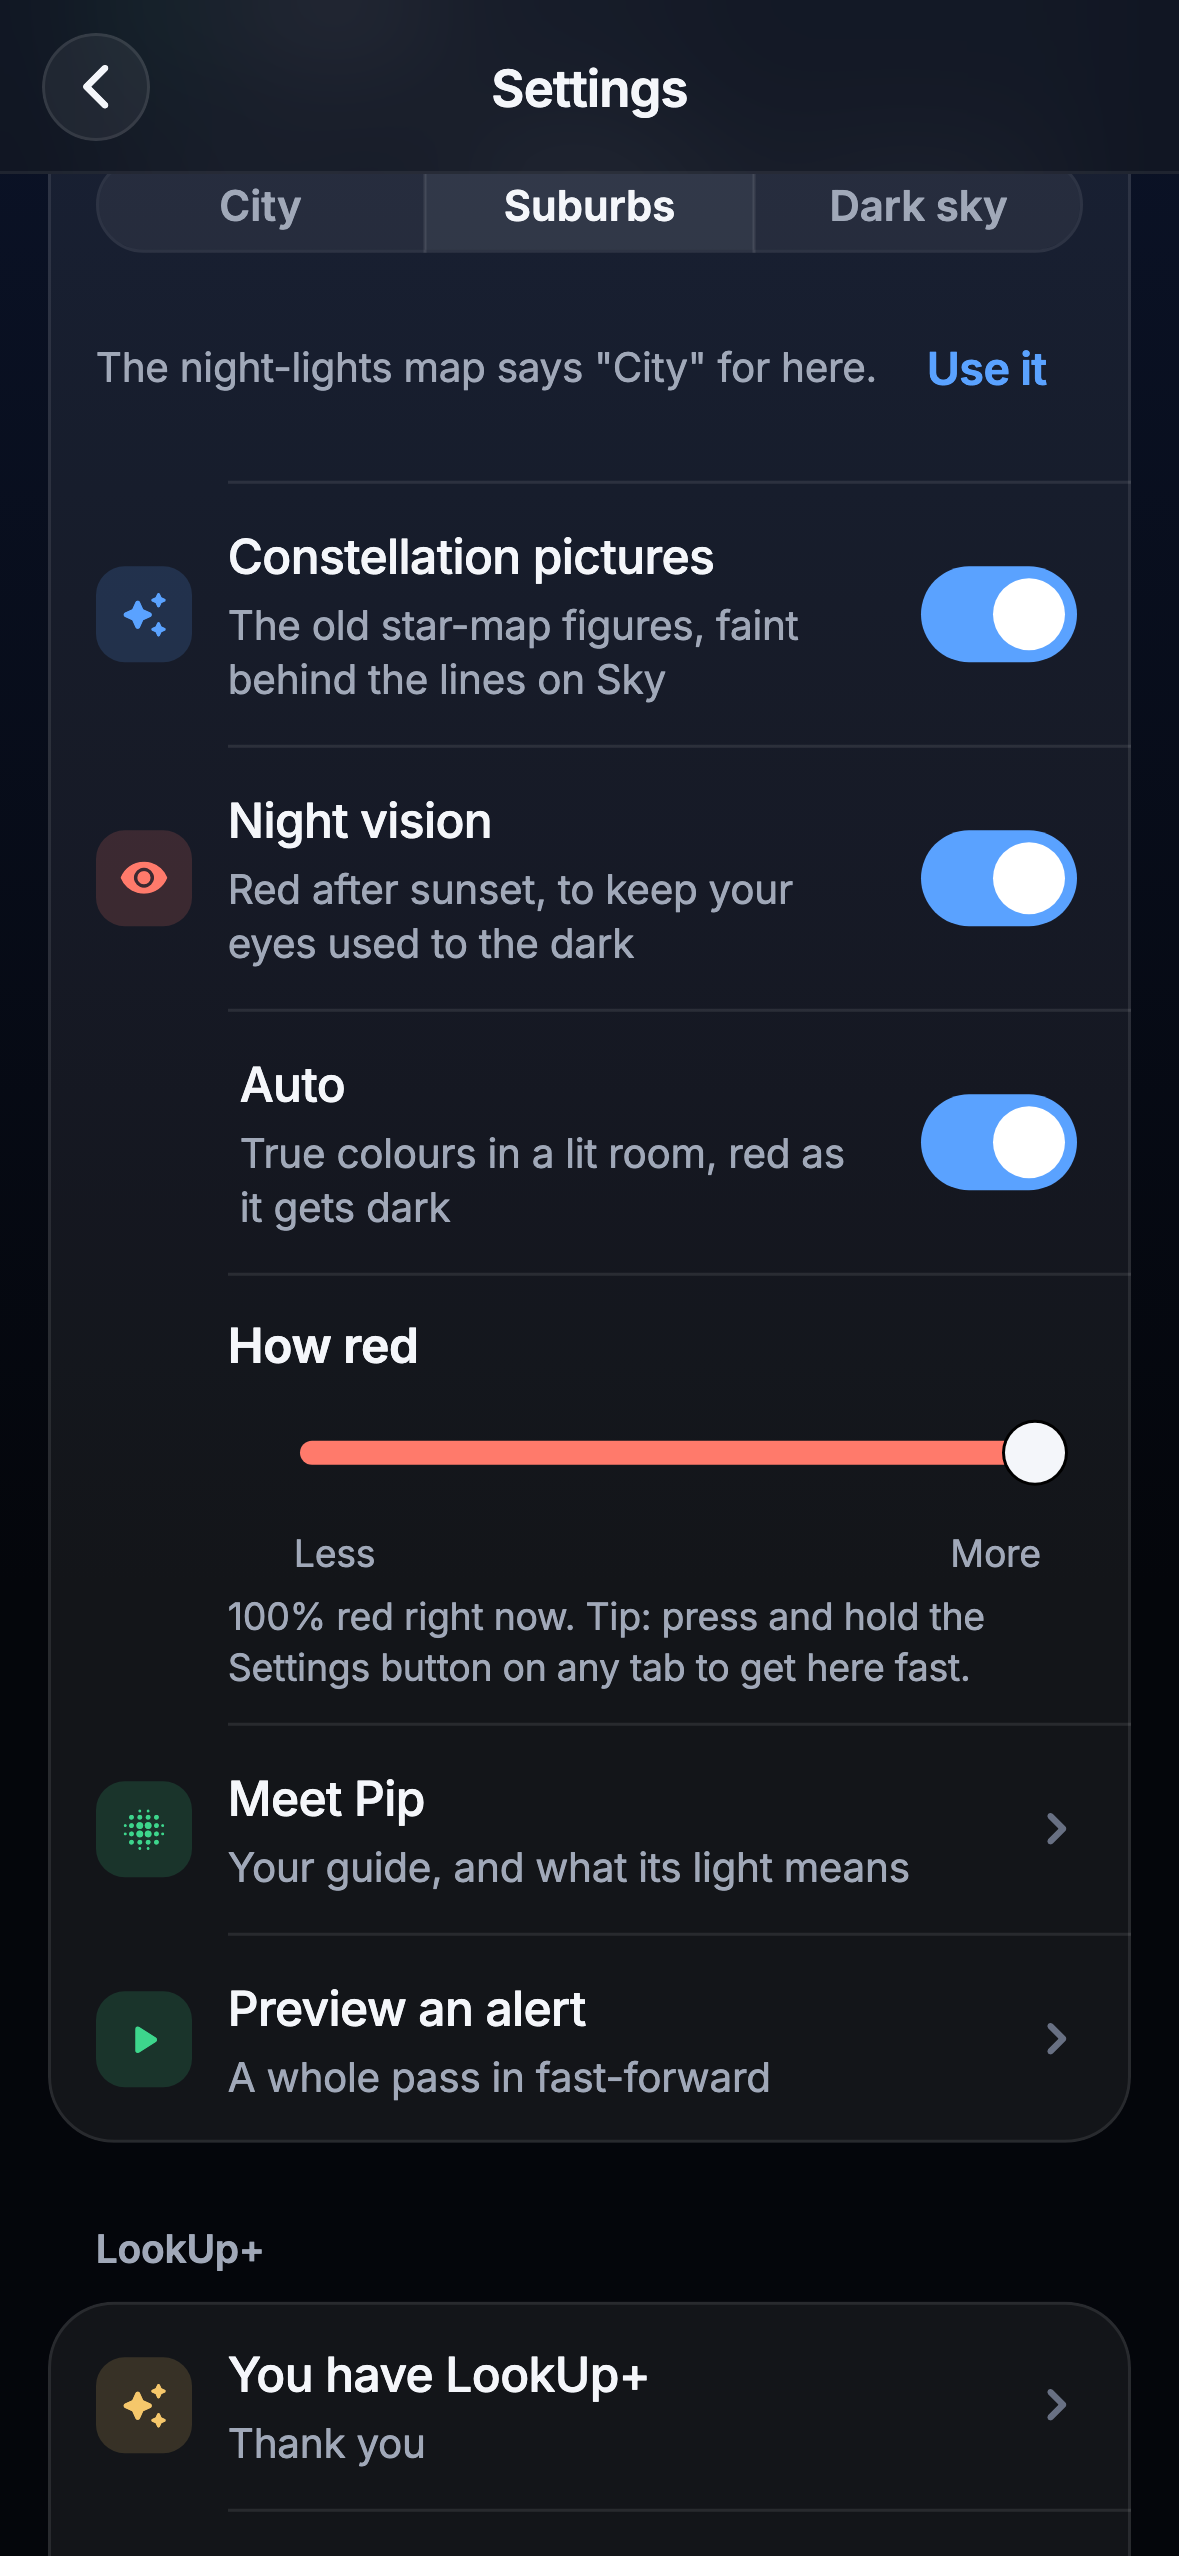 Settings
City
Suburbs
Dark sky
The night-lights map says "City" for here.
Use it
Constellation pictures
The old star-map figures, faint
behind the lines on Sky
Night vision
Red after sunset, to keep your
eyes used to the dark
Auto
True colours in a lit room, red as
it gets dark
How red
Less
More
100% red right now. Tip: press and hold the
Settings button on any tab to get here fast.
Meet Pip
Your guide, and what its light means
Preview an alert
A whole pass in fast-forward
LookUp+
You have LookUp+
Thank you